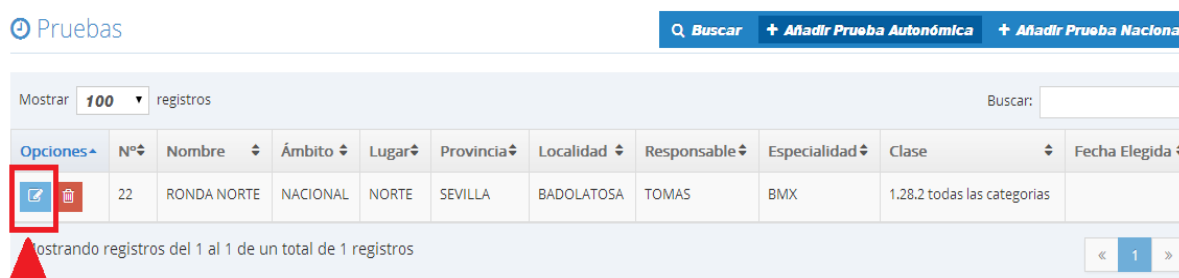 Pruebas
Buscar + Añadir Prueba Autonómica + Añadir Prueba Naciona
Mostrar 100 registros Buscar:
Opciones Nº Nombre Ámbito Lugar Provincia Localidad Responsable Especialidad Clase Fecha Elegida
22 RONDA NORTE NACIONAL NORTE SEVILLA BADOLATOSA TOMAS BMX 1.28.2 todas las categorias
ostrando registros del 1 al 1 de un total de 1 registros « 1 »